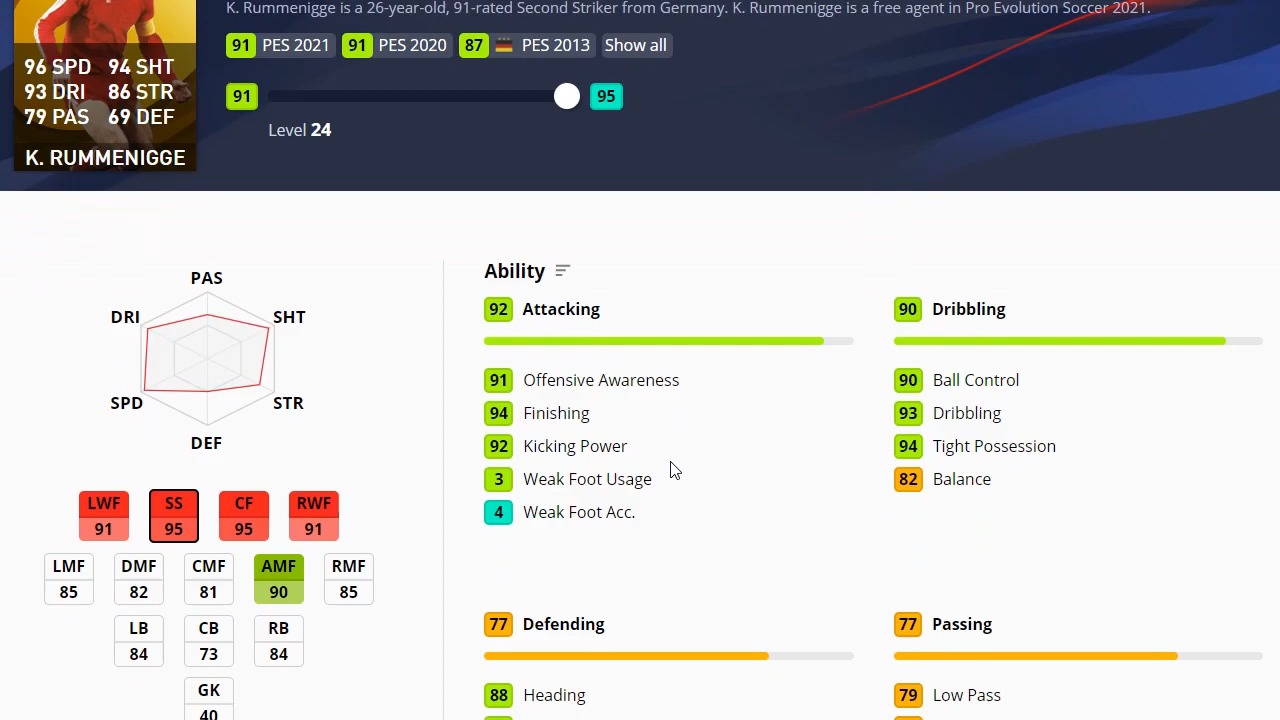 K. Rummenigge is a 26-year-old, 91-rated Second Striker from Germany. K. Rummenigge is a free agent in Pro Evolution Soccer 2021.
91 PES 2021 91 PES 2020 87 PES 2013 Show all
96 SPD 94 SHT
93 DRI 86 STR
79 PAS 69 DEF
K. RUMMENIGGE
91 95
Level 24
PAS
DRI SHT
SPD STR
DEF
LWF SS CF RWF
91 95 95 91
LMF DMF CMF AMF RMF
85 82 81 90 85
LB CB RB
84 73 84
GK
40
Ability
92 Attacking
91 Offensive Awareness
94 Finishing
92 Kicking Power
3 Weak Foot Usage
4 Weak Foot Acc.
90 Dribbling
90 Ball Control
93 Dribbling
94 Tight Possession
82 Balance
77 Defending
88 Heading
77 Passing
79 Low Pass